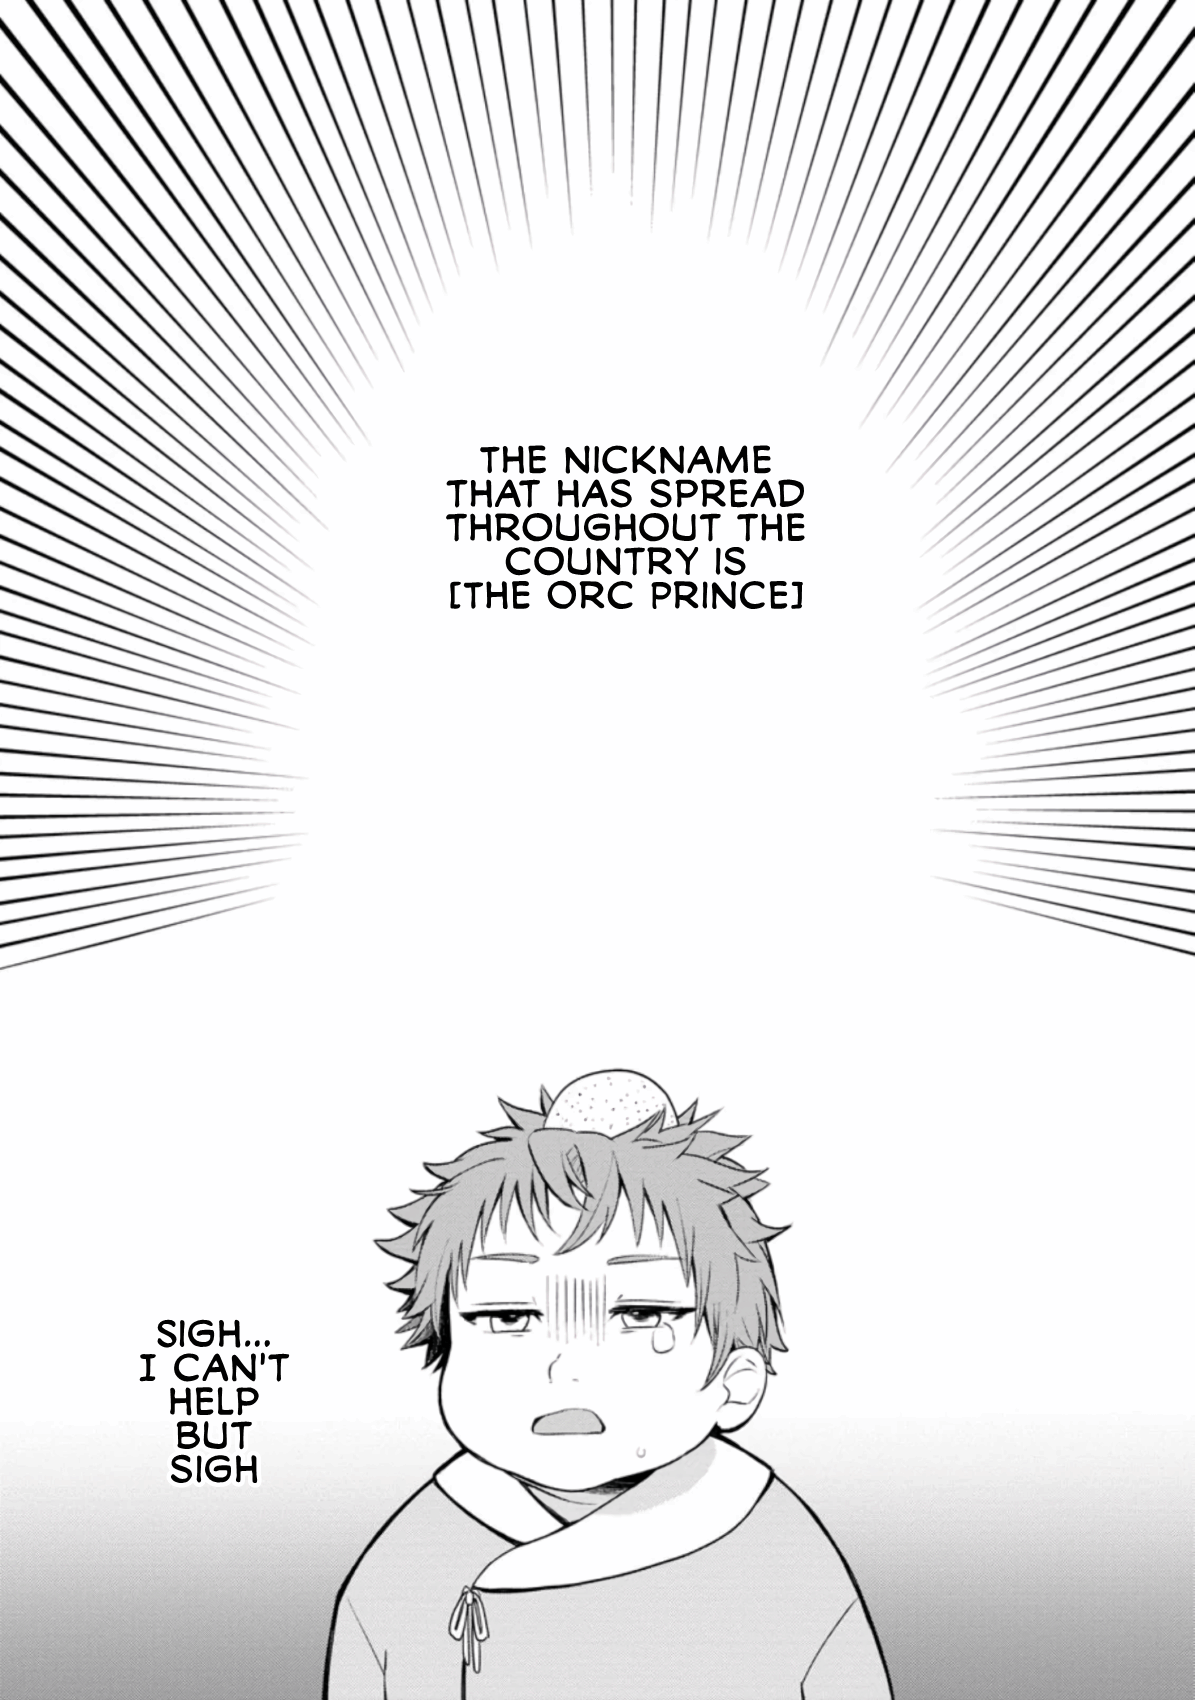 THE NICKNAME
THAT HAS SPREAD
THROUGHOUT THE
COUNTRY IS
[THE ORC PRINCE]
SIGH...
I CAN'T
HELP
BUT
SIGH